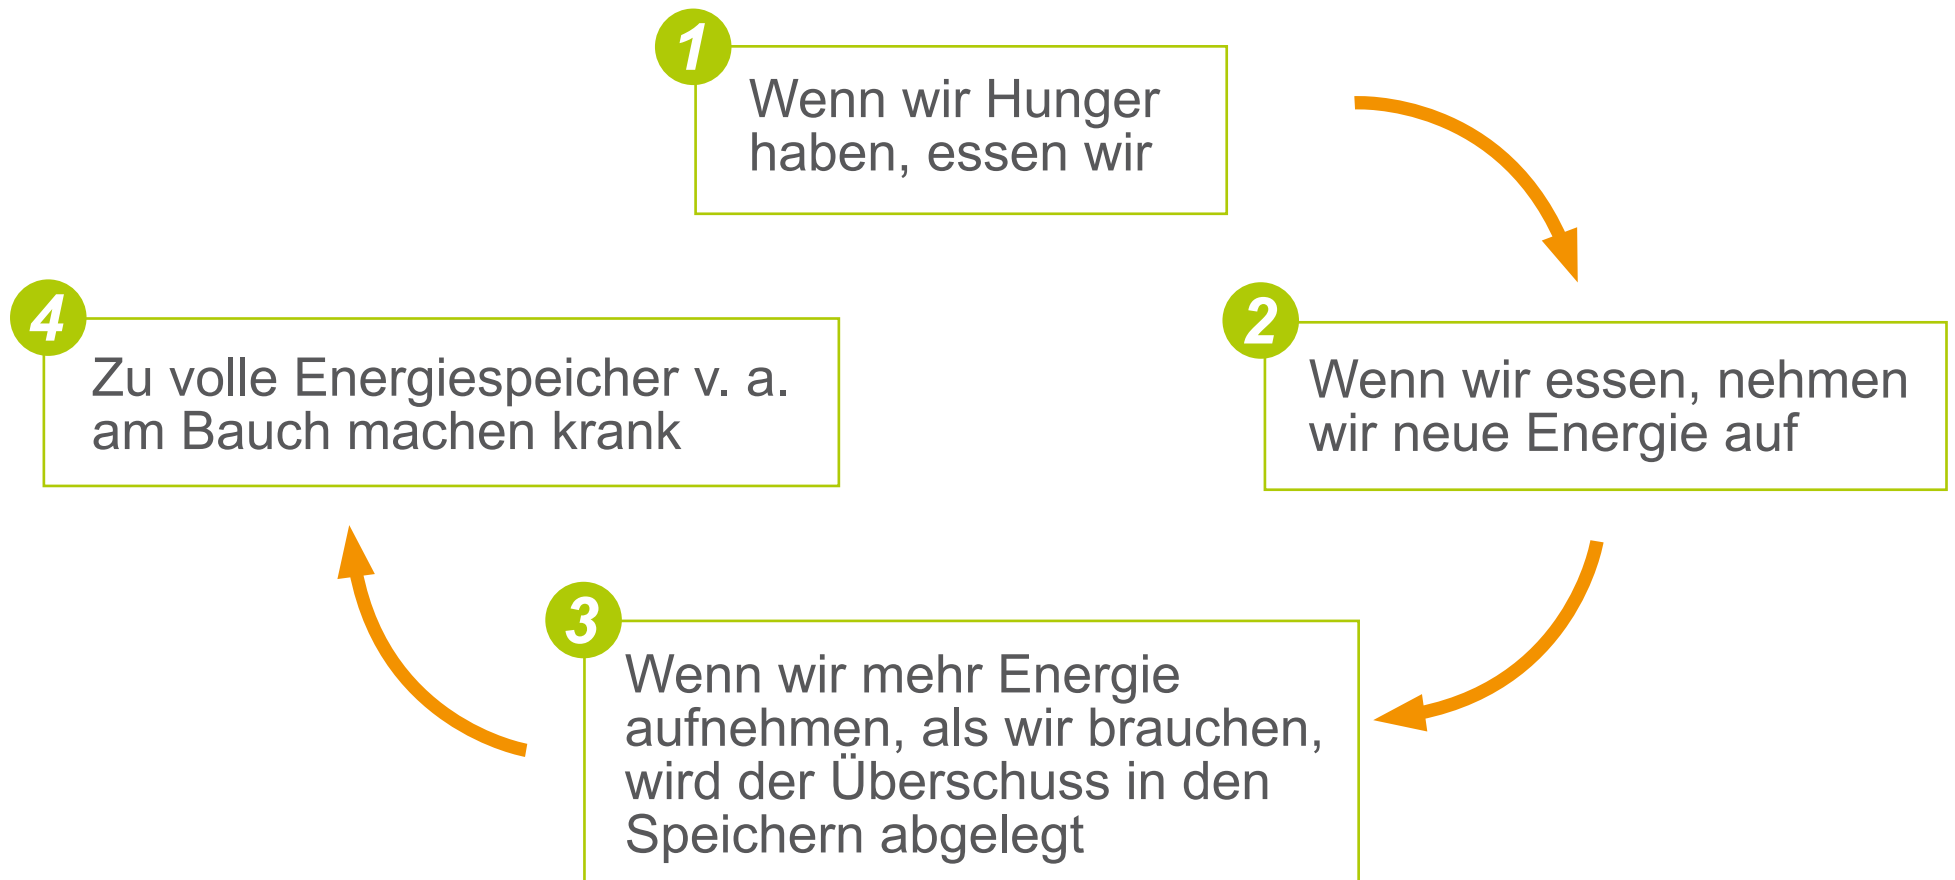 1
Wenn wir Hunger
haben, essen wir
2
Wenn wir essen, nehmen
wir neue Energie auf
3
Wenn wir mehr Energie
aufnehmen, als wir brauchen,
wird der Überschuss in den
Speichern abgelegt
4
Zu volle Energiespeicher v. a.
am Bauch machen krank